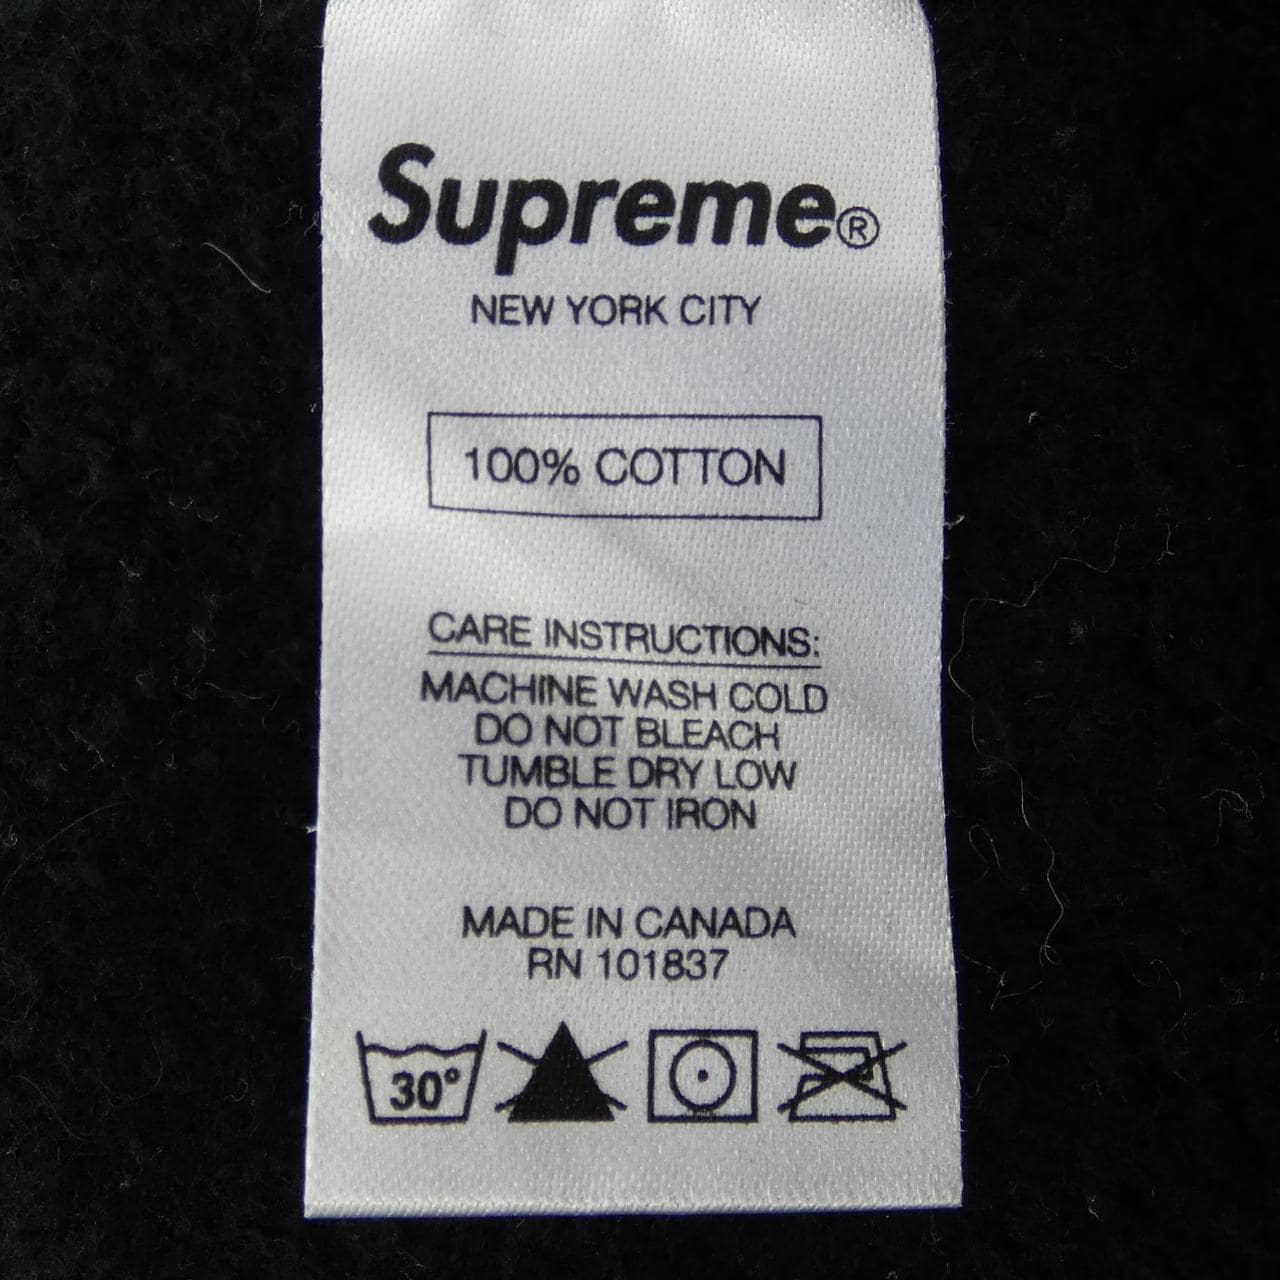 Supreme®
NEW YORK CITY
100% COTTON
CARE INSTRUCTIONS:
MACHINE WASH COLD
DO NOT BLEACH
TUMBLE DRY LOW
DO NOT IRON
MADE IN CANADA
RN 101837
30°